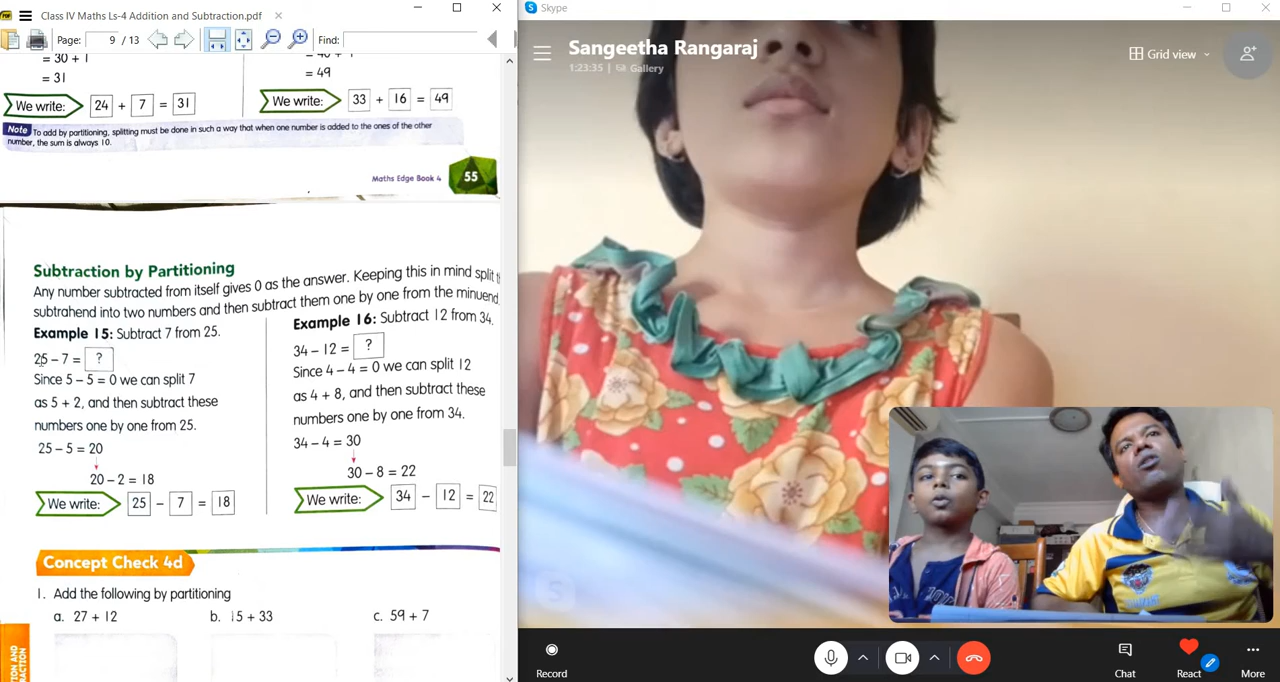 Class IV Maths Ls-4 Addition and Subtraction.pdf
Page: 9 / 13 Find:
= 30 + 1
= 31
We write: 24 + 7 = 31
= 49
We write: 33 + 16 = 49
Note To add by partitioning, splitting must be done in such a way that when one number is added to the ones of the other
number, the sum is always 10.
Maths Edge Book 4 55
Subtraction by Partitioning
Any number subtracted from itself gives 0 as the answer. Keeping this in mind split
subtrahend into two numbers and then subtract them one by one from the minuend
Example 15: Subtract 7 from 25.
25 – 7 = ?
Since 5 – 5 = 0 we can split 7
as 5 + 2, and then subtract these
numbers one by one from 25.
25 – 5 = 20
20 – 2 = 18
We write: 25 – 7 = 18
Example 16: Subtract 12 from 34.
34 – 12 = ?
Since 4 – 4 = 0 we can split 12
as 4 + 8, and then subtract these
numbers one by one from 34.
34 – 4 = 30
30 – 8 = 22
We write: 34 – 12 = 22
Concept Check 4d
1. Add the following by partitioning
a. 27 + 12 b. 15 + 33 c. 59 + 7
Skype
Sangeetha Rangaraj
1:23:35 | Gallery
Grid view
Record
Chat
React
More